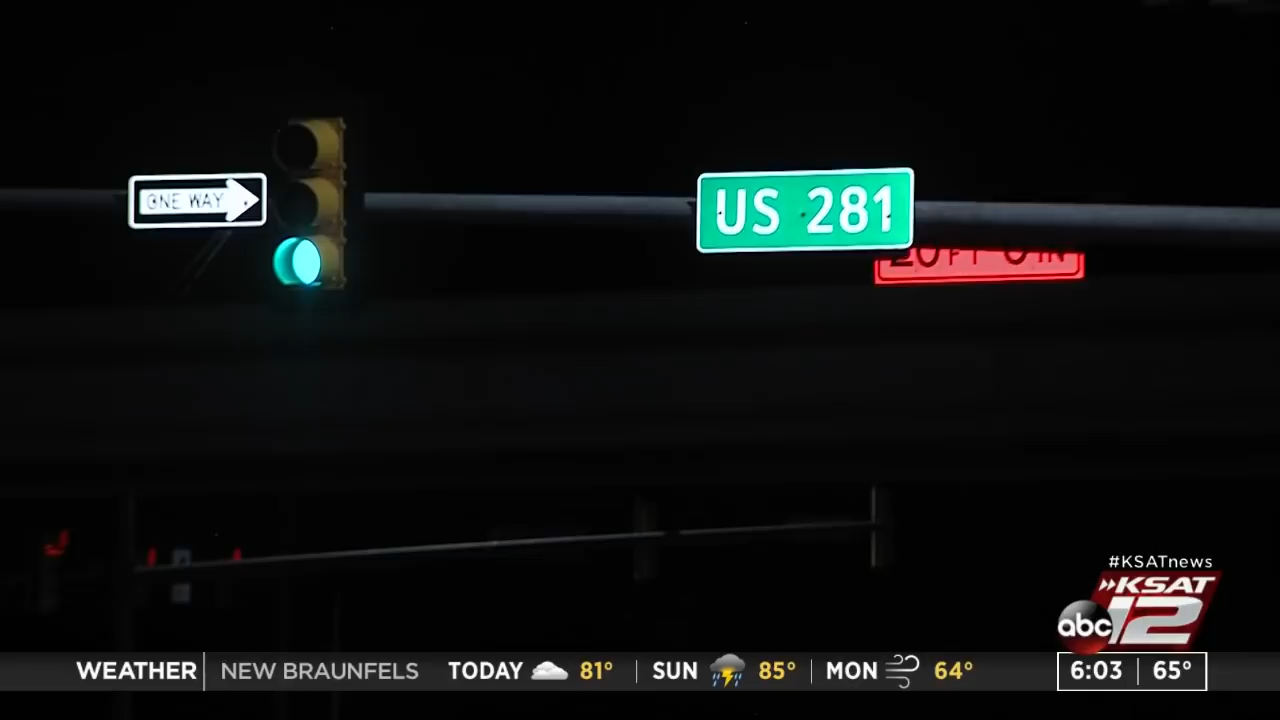 ONE WAY
US 281
#KSATnews
KSAT
abc 12
WEATHER NEW BRAUNFELS TODAY 81° SUN 85° MON 64° 6:03 65°